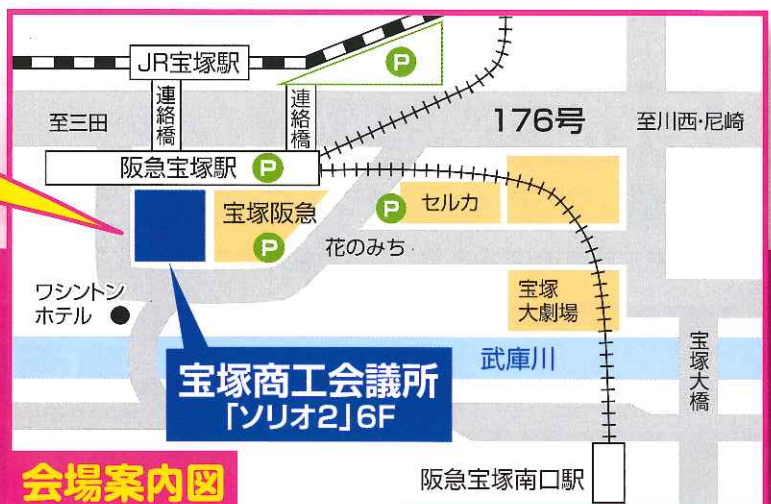 JR宝塚駅
P
連絡橋
連絡橋
至三田
176号
至川西・尼崎
阪急宝塚駅
P
宝塚阪急
P
P
セルカ
花のみち
ワシントン
ホテル
宝塚
大劇場
武庫川
宝塚大橋
宝塚商工会議所
「ソリオ2」6F
阪急宝塚南口駅
会場案内図